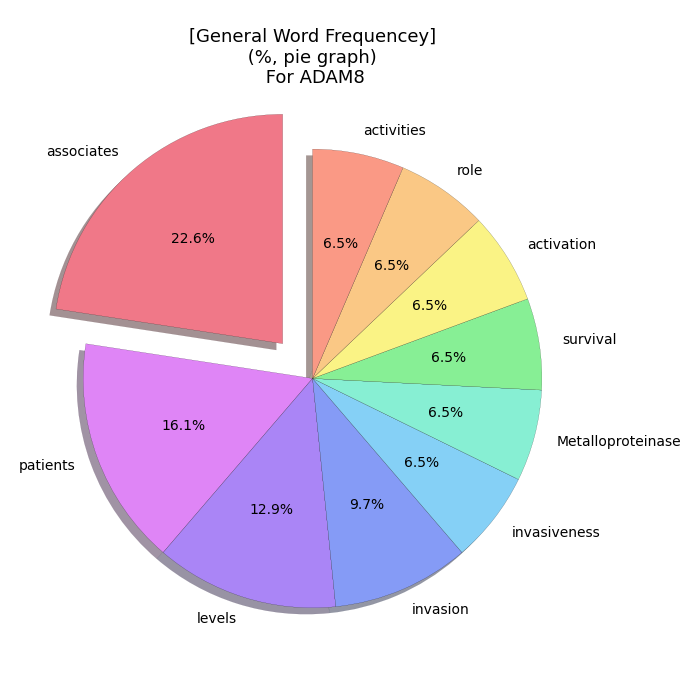 [General Word Frequencey]
(%, pie graph)
For ADAM8
activities
role
associates
activation
22.6%
6.5%
6.5%
6.5%
survival
6.5%
6.5%
Metalloproteinase
16.1%
patients
6.5%
9.7%
12.9%
invasiveness
invasion
levels